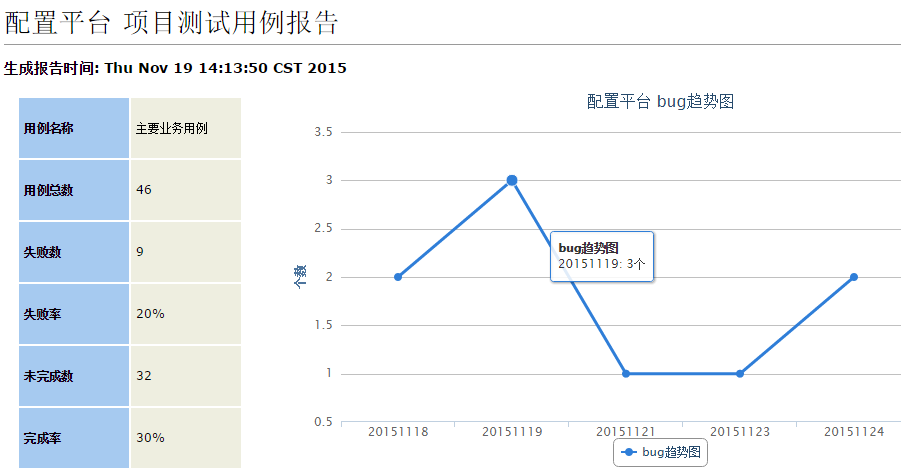 配置平台 项目测试用例报告
生成报告时间: Thu Nov 19 14:13:50 CST 2015
用例名称 主要业务用例
用例总数 46
失败数 9
失败率 20%
未完成数 32
完成率 30%
配置平台 bug趋势图
3.5
3
2.5
2
1.5
1
0.5
个数
bug趋势图
20151119: 3个
20151118 20151119 20151121 20151123 20151124
bug趋势图